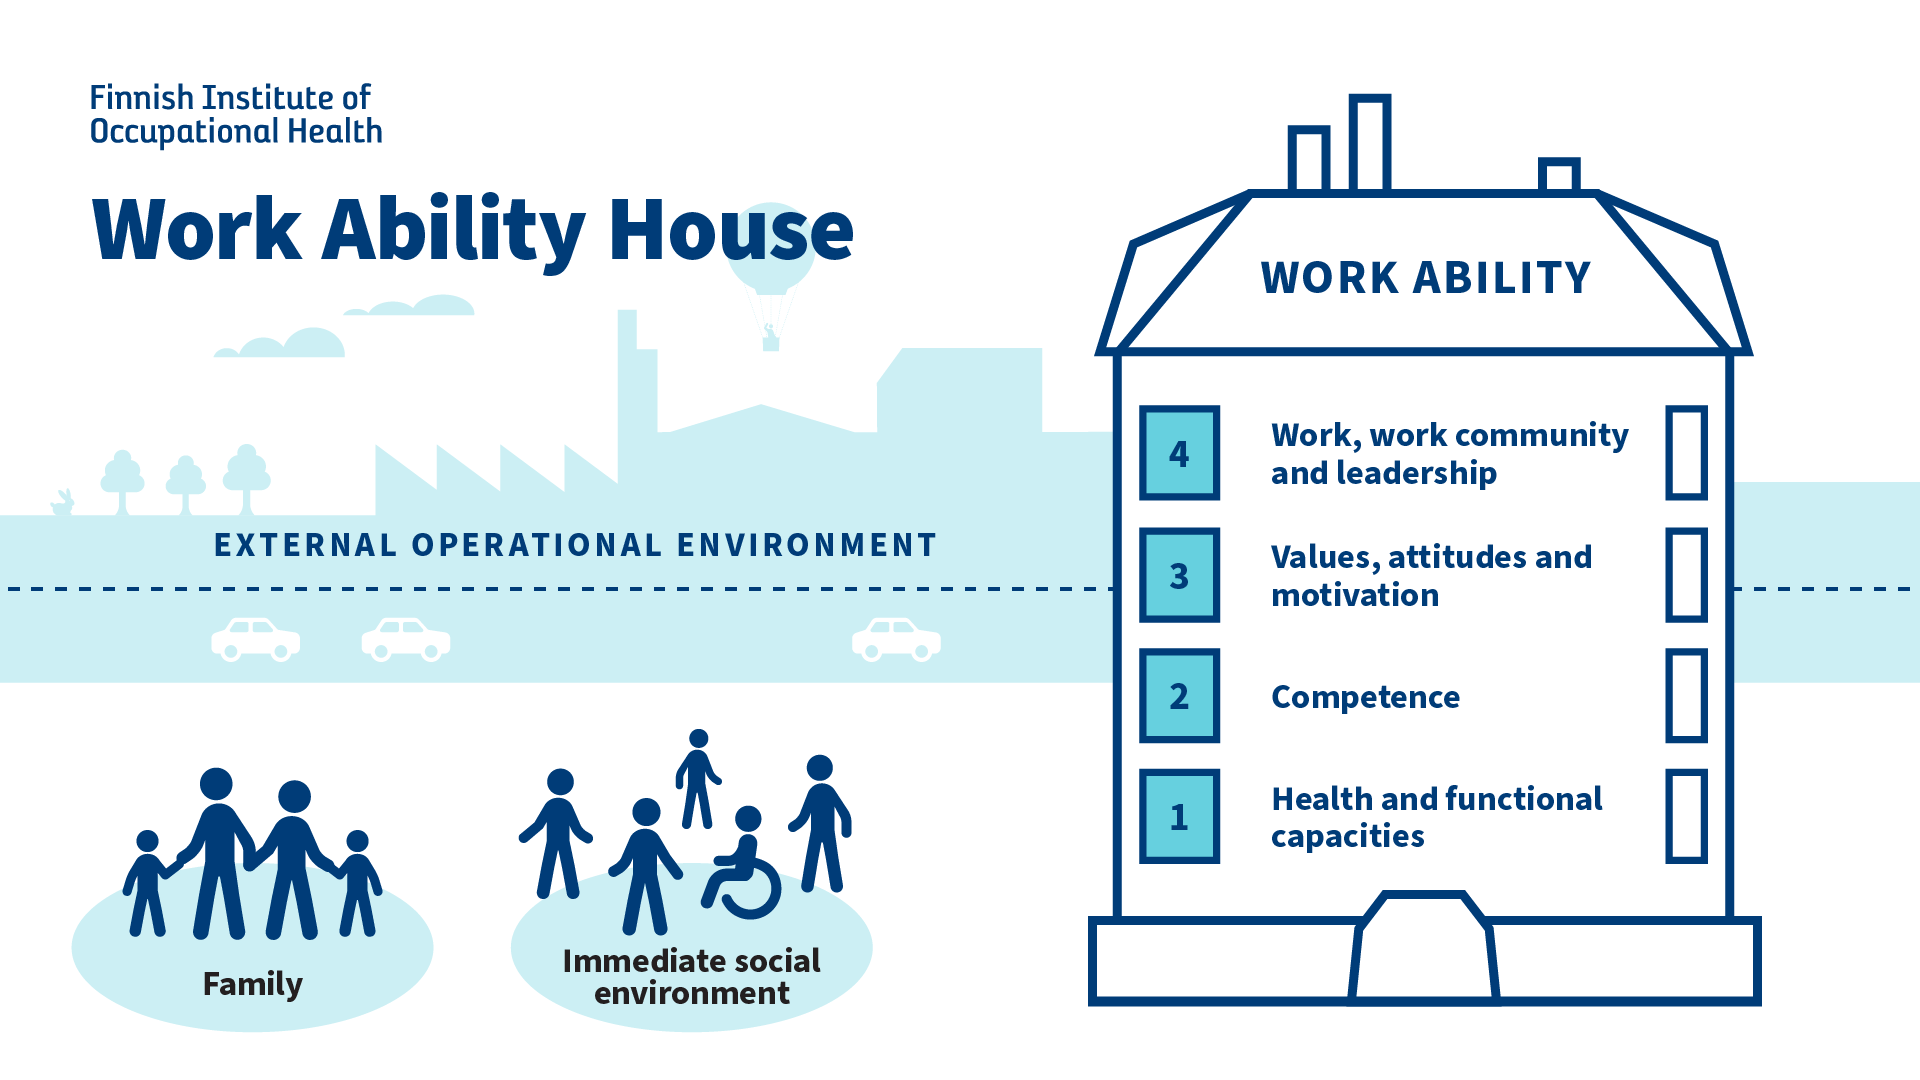 Finnish Institute of
Occupational Health
Work Ability House
WORK ABILITY
4
Work, work community
and leadership
3
Values, attitudes and
motivation
2
Competence
1
Health and functional
capacities
EXTERNAL OPERATIONAL ENVIRONMENT
Family
Immediate social
environment